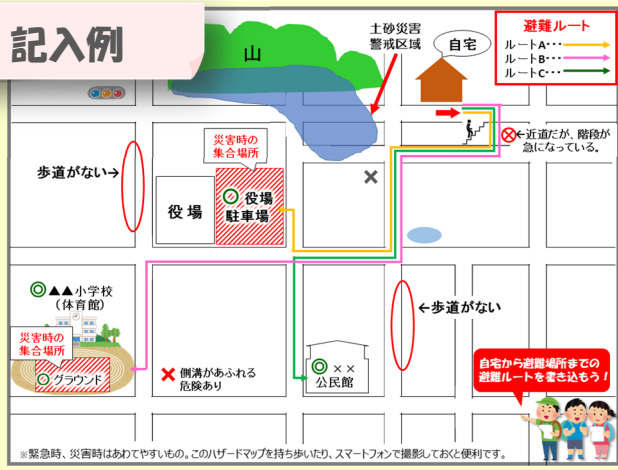 記入例
避難ルート
ルートA･･･
ルートB･･･
ルートC･･･
土砂災害
警戒区域
自宅
山
←近道だが、階段が
急になっている。
災害時の
集合場所
歩道がない→
役場
役場
駐車場
▲▲小学校
(体育館)
←歩道がない
災害時の
集合場所
グラウンド
側溝があふれる
危険あり
××
公民館
自宅から避難場所までの
避難ルートを書き込もう!
※緊急時、災害時はあわてやすいもの。このハザードマップを持ち歩いたり、スマートフォンで撮影しておくと便利です。